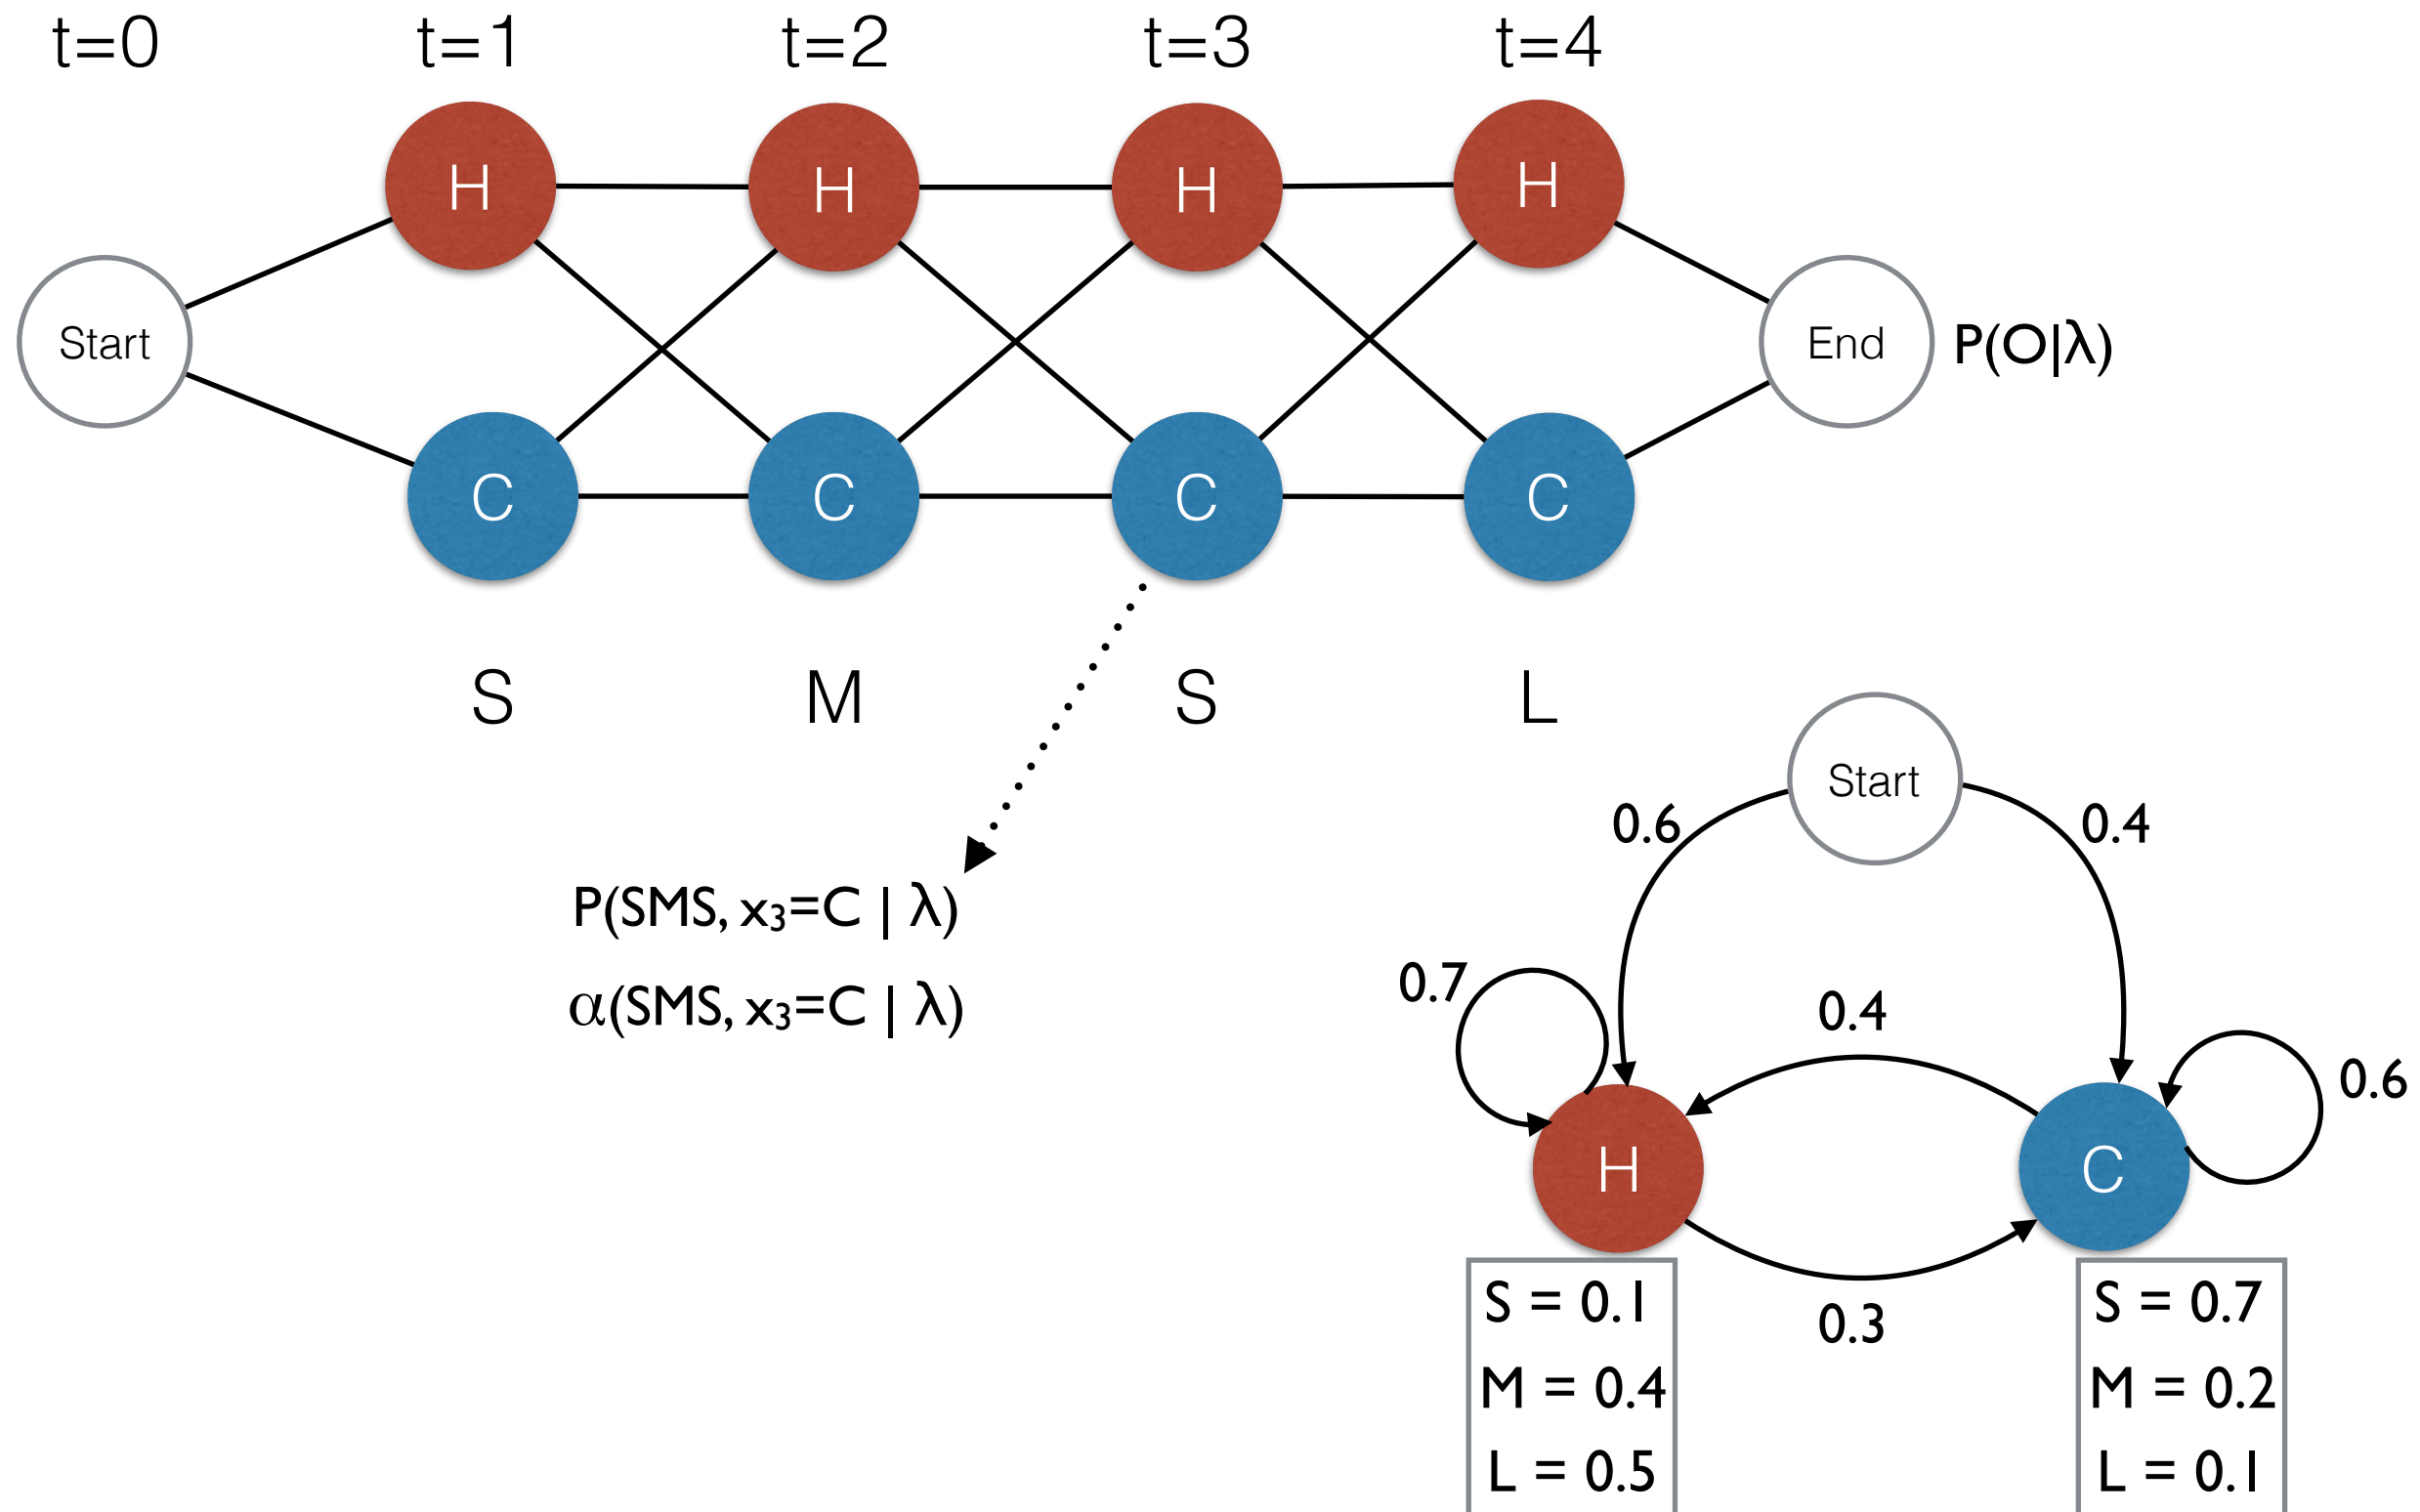 t=0 t=1 t=2 t=3 t=4
H H H H
Start End P(O|λ)
C C C C
S M S L
Start
0.6 0.4
P(SMS, x₃=C | λ)
α(SMS, x₃=C | λ)
0.7 0.4
0.6
H C
S = 0.1 S = 0.7
0.3
M = 0.4 M = 0.2
L = 0.5 L = 0.1